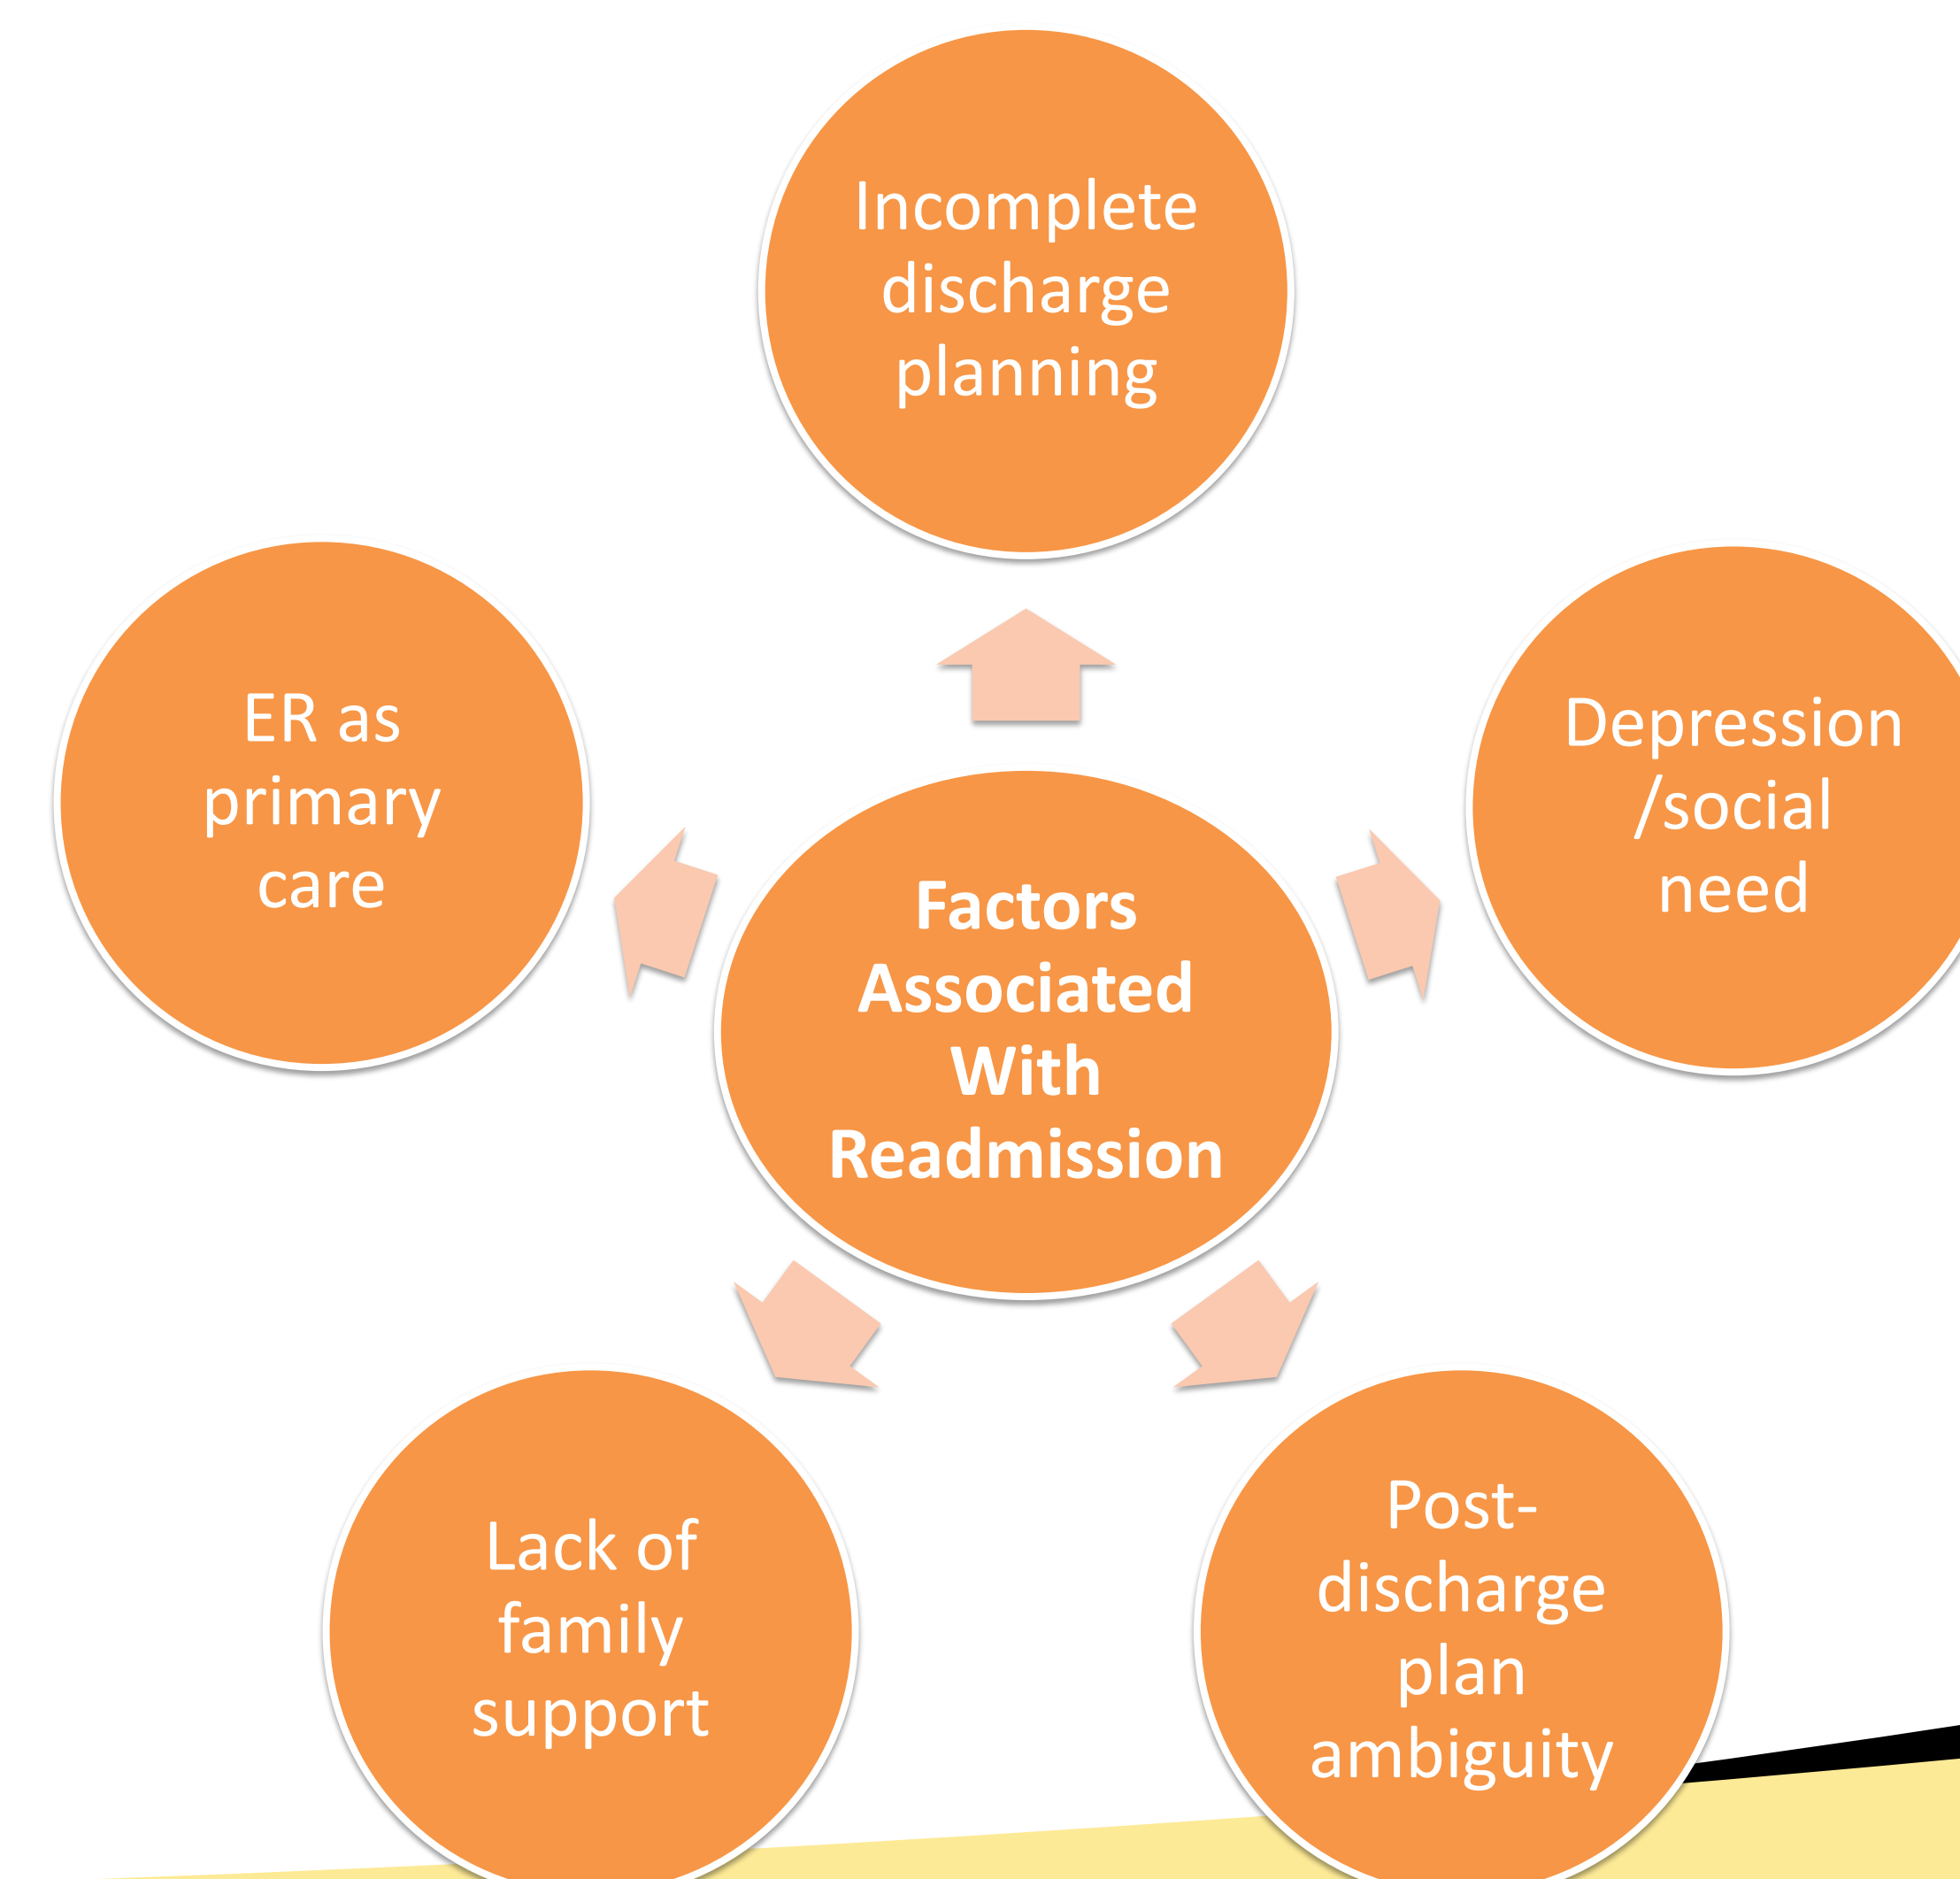 Incomplete
discharge
planning
ER as
primary
care
Depression
/social
need
Factors
Associated
With
Readmission
Lack of
family
support
Post-
discharge
plan
ambiguity